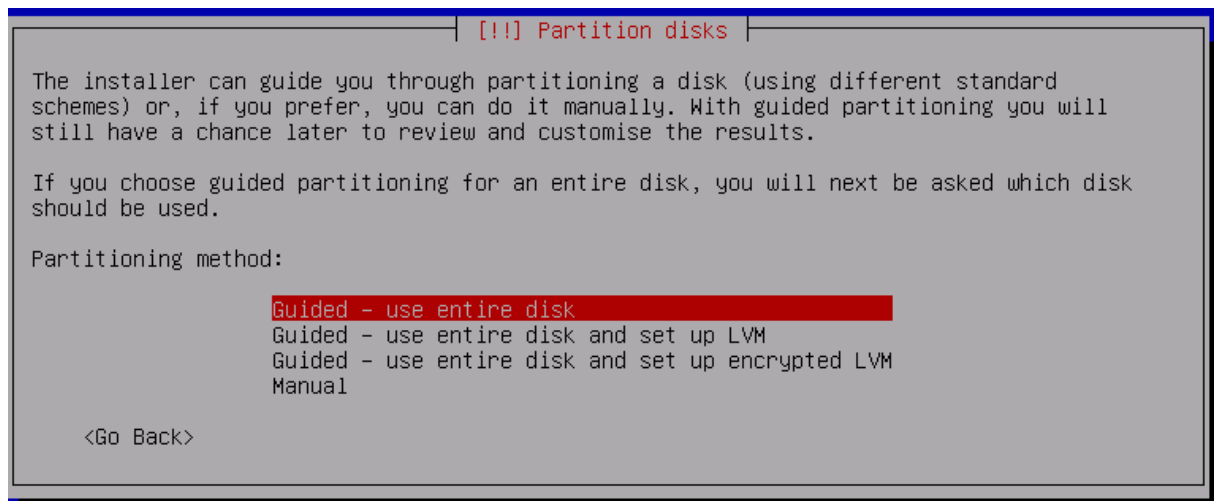 [!!] Partition disks
The installer can guide you through partitioning a disk (using different standard
schemes) or, if you prefer, you can do it manually. With guided partitioning you will
still have a chance later to review and customise the results.
If you choose guided partitioning for an entire disk, you will next be asked which disk
should be used.
Partitioning method:
Guided - use entire disk
Guided - use entire disk and set up LVM
Guided - use entire disk and set up encrypted LVM
Manual
<Go Back>